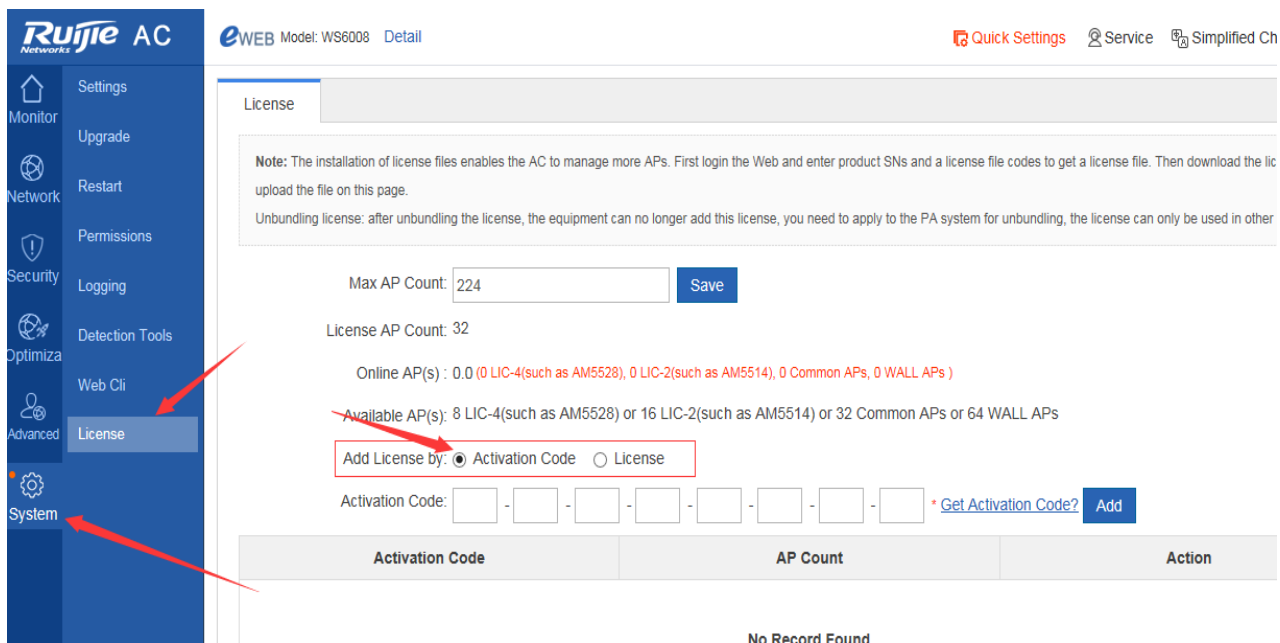 Ruijie Networks AC
eWEB Model: WS6008 Detail
Quick Settings Service Simplified Ch
Monitor
Network
Security
Optimiza
Advanced
System
Settings
Upgrade
Restart
Permissions
Logging
Detection Tools
Web Cli
License
License
Note: The installation of license files enables the AC to manage more APs. First login the Web and enter product SNs and a license file codes to get a license file. Then download the lic
upload the file on this page.
Unbundling license: after unbundling the license, the equipment can no longer add this license, you need to apply to the PA system for unbundling, the license can only be used in other
Max AP Count: 224 Save
License AP Count: 32
Online AP(s) : 0.0 (0 LIC-4(such as AM5528), 0 LIC-2(such as AM5514), 0 Common APs, 0 WALL APs )
Available AP(s): 8 LIC-4(such as AM5528) or 16 LIC-2(such as AM5514) or 32 Common APs or 64 WALL APs
Add License by: Activation Code License
Activation Code: - - - - - - - * Get Activation Code? Add
Activation Code AP Count Action
No Record Found